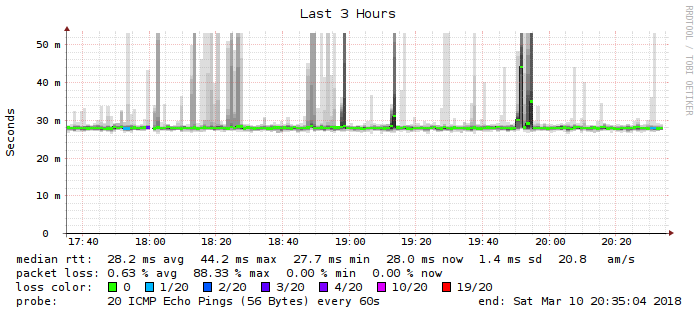 Last 3 Hours
RRDTOOL / TOBI OETIKER
Seconds
50 m
40 m
30 m
20 m
10 m
0
17:40 18:00 18:20 18:40 19:00 19:20 19:40 20:00 20:20
median rtt: 28.2 ms avg 44.2 ms max 27.7 ms min 28.0 ms now 1.4 ms sd 20.8 am/s
packet loss: 0.63 % avg 88.33 % max 0.00 % min 0.00 % now
loss color: 0 1/20 2/20 3/20 4/20 10/20 19/20
probe: 20 ICMP Echo Pings (56 Bytes) every 60s end: Sat Mar 10 20:35:04 2018